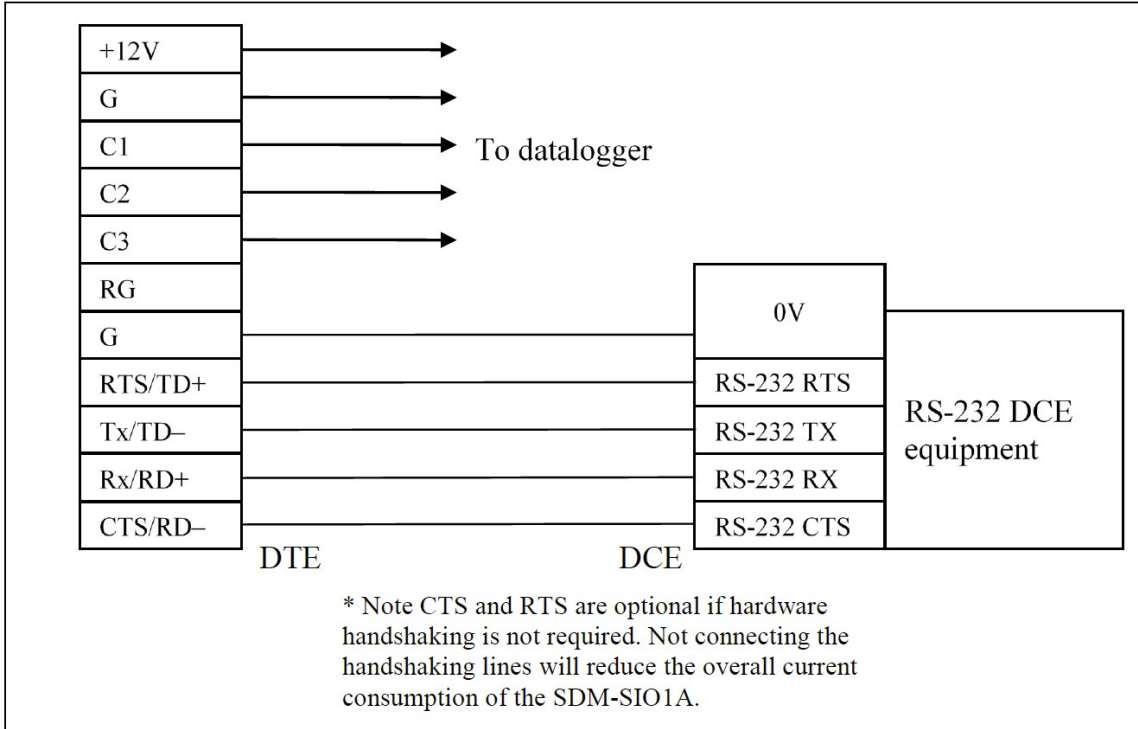 +12V
G
C1
To datalogger
C2
C3
RG
0V
G
RTS/TD+
RS-232 RTS
RS-232 DCE
equipment
Tx/TD–
RS-232 TX
Rx/RD+
RS-232 RX
CTS/RD–
RS-232 CTS
DTE
DCE
* Note CTS and RTS are optional if hardware
handshaking is not required. Not connecting the
handshaking lines will reduce the overall current
consumption of the SDM-SIO1A.